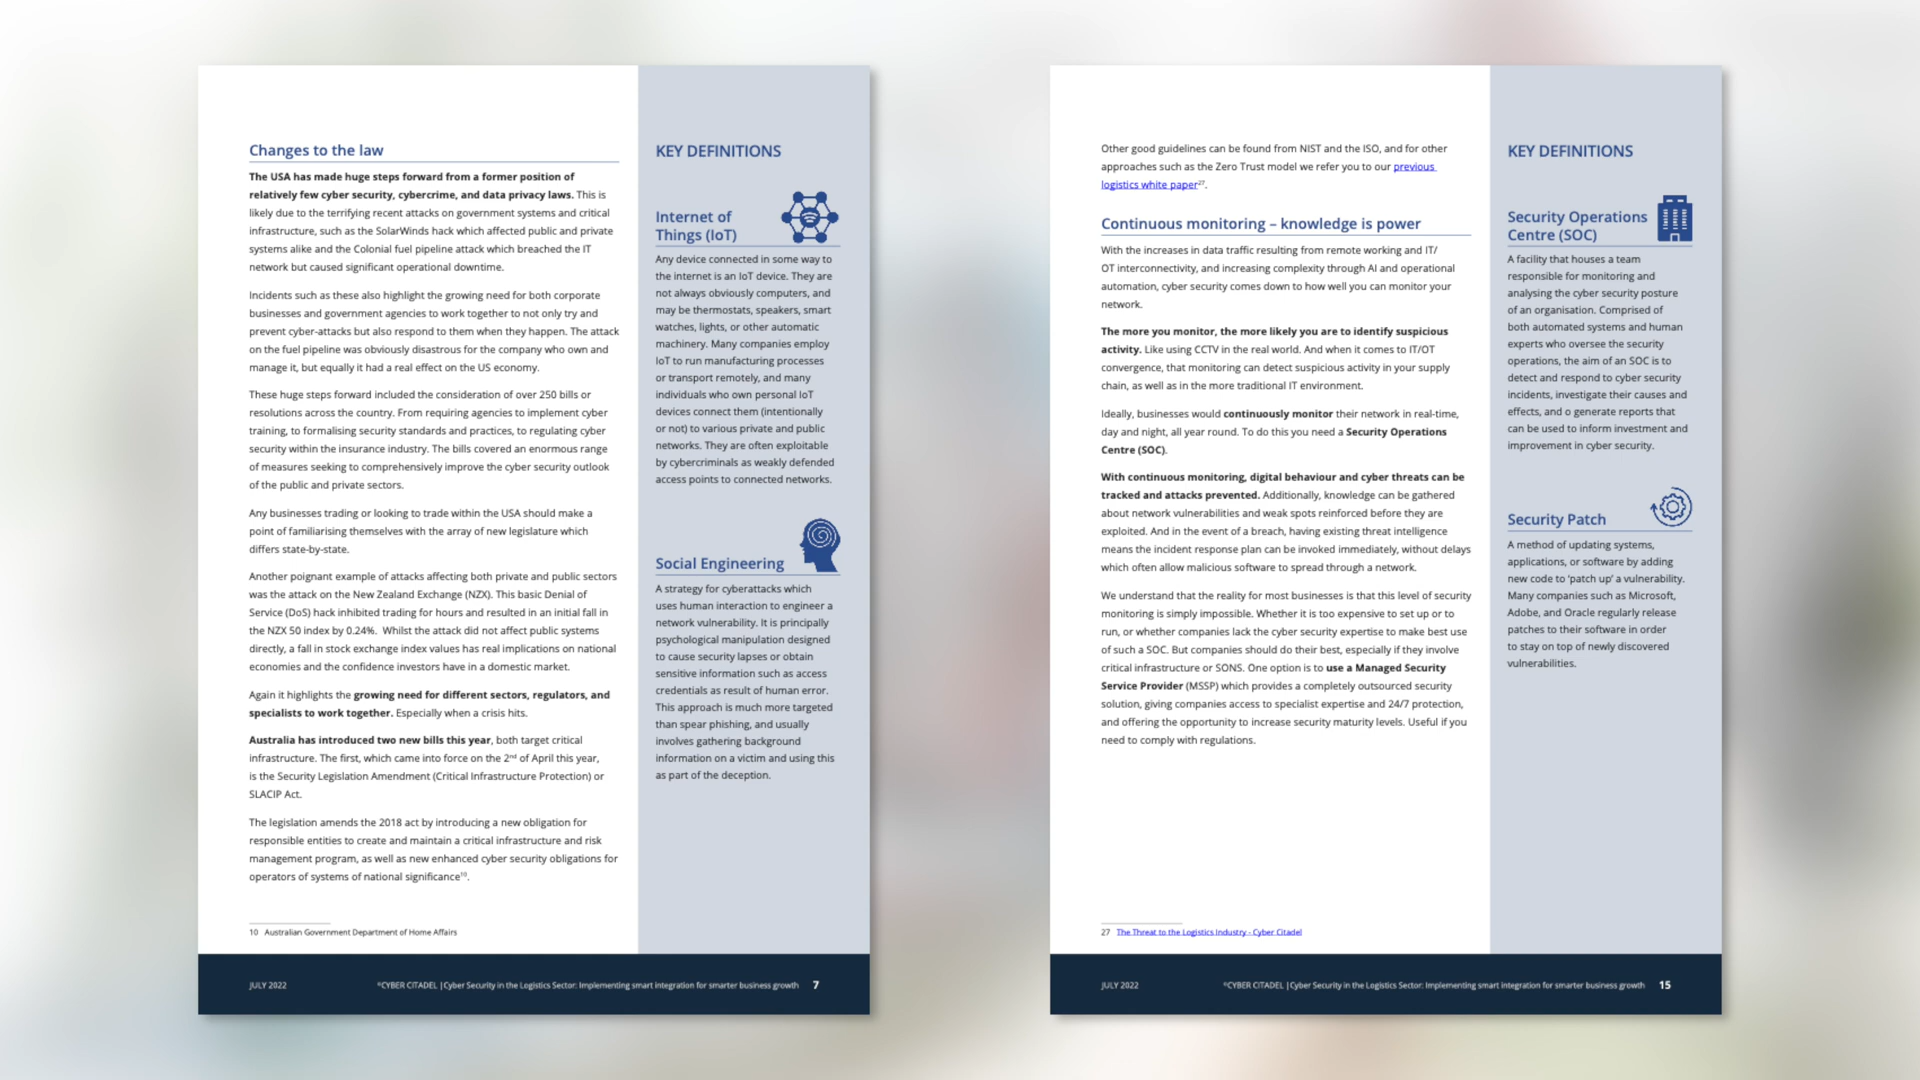 Changes to the law
The USA has made huge steps forward from a former position of
relatively few cyber security, cybercrime, and data privacy laws. This is
likely due to the terrifying recent attacks on government systems and critical
infrastructure, such as the SolarWinds hack which affected public and private
systems alike and the Colonial fuel pipeline attack which breached the IT
network but caused significant operational downtime.
Incidents such as these also highlight the growing need for both corporate
businesses and government agencies to work together to not only try and
prevent cyber-attacks but also respond to them when they happen. The attack
on the fuel pipeline was obviously disastrous for the company who own and
manage it, but equally it had a real effect on the US economy.
These huge steps forward included the consideration of over 250 bills or
resolutions across the country. From requiring agencies to implement cyber
training, to formalising security standards and practices, to regulating cyber
security within the insurance industry. The bills covered an enormous range
of measures seeking to comprehensively improve the cyber security outlook
of the public and private sectors.
Any businesses trading or looking to trade within the USA should make a
point of familiarising themselves with the array of new legislature which
differs state-by-state.
Another poignant example of attacks affecting both private and public sectors
was the attack on the New Zealand Exchange (NZX). This basic Denial of
Service (DoS) hack inhibited trading for hours and resulted in an initial fall in
the NZX 50 index by 0.24%. Whilst the attack did not affect public systems
directly, a fall in stock exchange index values has real implications on national
economies and the confidence investors have in a domestic market.
Again it highlights the growing need for different sectors, regulators, and
specialists to work together. Especially when a crisis hits.
Australia has introduced two new bills this year, both target critical
infrastructure. The first, which came into force on the 2nd of April this year,
is the Security Legislation Amendment (Critical Infrastructure Protection) or
SLACIP Act.
The legislation amends the 2018 act by introducing a new obligation for
responsible entities to create and maintain a critical infrastructure and risk
management program, as well as new enhanced cyber security obligations for
operators of systems of national significance10.
10 Australian Government Department of Home Affairs
KEY DEFINITIONS
Internet of
Things (IoT)
Any device connected in some way to
the internet is an IoT device. They are
not always obviously computers, and
may be thermostats, speakers, smart
watches, lights, or other automatic
machinery. Many companies employ
IoT to run manufacturing processes
or transport remotely, and many
individuals who own personal IoT
devices connect them (intentionally
or not) to various private and public
networks. They are often exploitable
by cybercriminals as weakly defended
access points to connected networks.
Social Engineering
A strategy for cyberattacks which
uses human interaction to engineer a
network vulnerability. It is principally
psychological manipulation designed
to cause security lapses or obtain
sensitive information such as access
credentials as result of human error.
This approach is much more targeted
than spear phishing, and usually
involves gathering background
information on a victim and using this
as part of the deception.
JULY 2022 ©CYBER CITADEL |Cyber Security in the Logistics Sector: Implementing smart integration for smarter business growth 7
Other good guidelines can be found from NIST and the ISO, and for other
approaches such as the Zero Trust model we refer you to our previous
logistics white paper27.
Continuous monitoring – knowledge is power
With the increases in data traffic resulting from remote working and IT/
OT interconnectivity, and increasing complexity through AI and operational
automation, cyber security comes down to how well you can monitor your
network.
The more you monitor, the more likely you are to identify suspicious
activity. Like using CCTV in the real world. And when it comes to IT/OT
convergence, that monitoring can detect suspicious activity in your supply
chain, as well as in the more traditional IT environment.
Ideally, businesses would continuously monitor their network in real-time,
day and night, all year round. To do this you need a Security Operations
Centre (SOC).
With continuous monitoring, digital behaviour and cyber threats can be
tracked and attacks prevented. Additionally, knowledge can be gathered
about network vulnerabilities and weak spots reinforced before they are
exploited. And in the event of a breach, having existing threat intelligence
means the incident response plan can be invoked immediately, without delays
which often allow malicious software to spread through a network.
We understand that the reality for most businesses is that this level of security
monitoring is simply impossible. Whether it is too expensive to set up or to
run, or whether companies lack the cyber security expertise to make best use
of such a SOC. But companies should do their best, especially if they involve
critical infrastructure or SONS. One option is to use a Managed Security
Service Provider (MSSP) which provides a completely outsourced security
solution, giving companies access to specialist expertise and 24/7 protection,
and offering the opportunity to increase security maturity levels. Useful if you
need to comply with regulations.
27 The Threat to the Logistics Industry - Cyber Citadel
KEY DEFINITIONS
Security Operations
Centre (SOC)
A facility that houses a team
responsible for monitoring and
analysing the cyber security posture
of an organisation. Comprised of
both automated systems and human
experts who oversee the security
operations, the aim of an SOC is to
detect and respond to cyber security
incidents, investigate their causes and
effects, and o generate reports that
can be used to inform investment and
improvement in cyber security.
Security Patch
A method of updating systems,
applications, or software by adding
new code to ‘patch up’ a vulnerability.
Many companies such as Microsoft,
Adobe, and Oracle regularly release
patches to their software in order
to stay on top of newly discovered
vulnerabilities.
JULY 2022 ©CYBER CITADEL |Cyber Security in the Logistics Sector: Implementing smart integration for smarter business growth 15